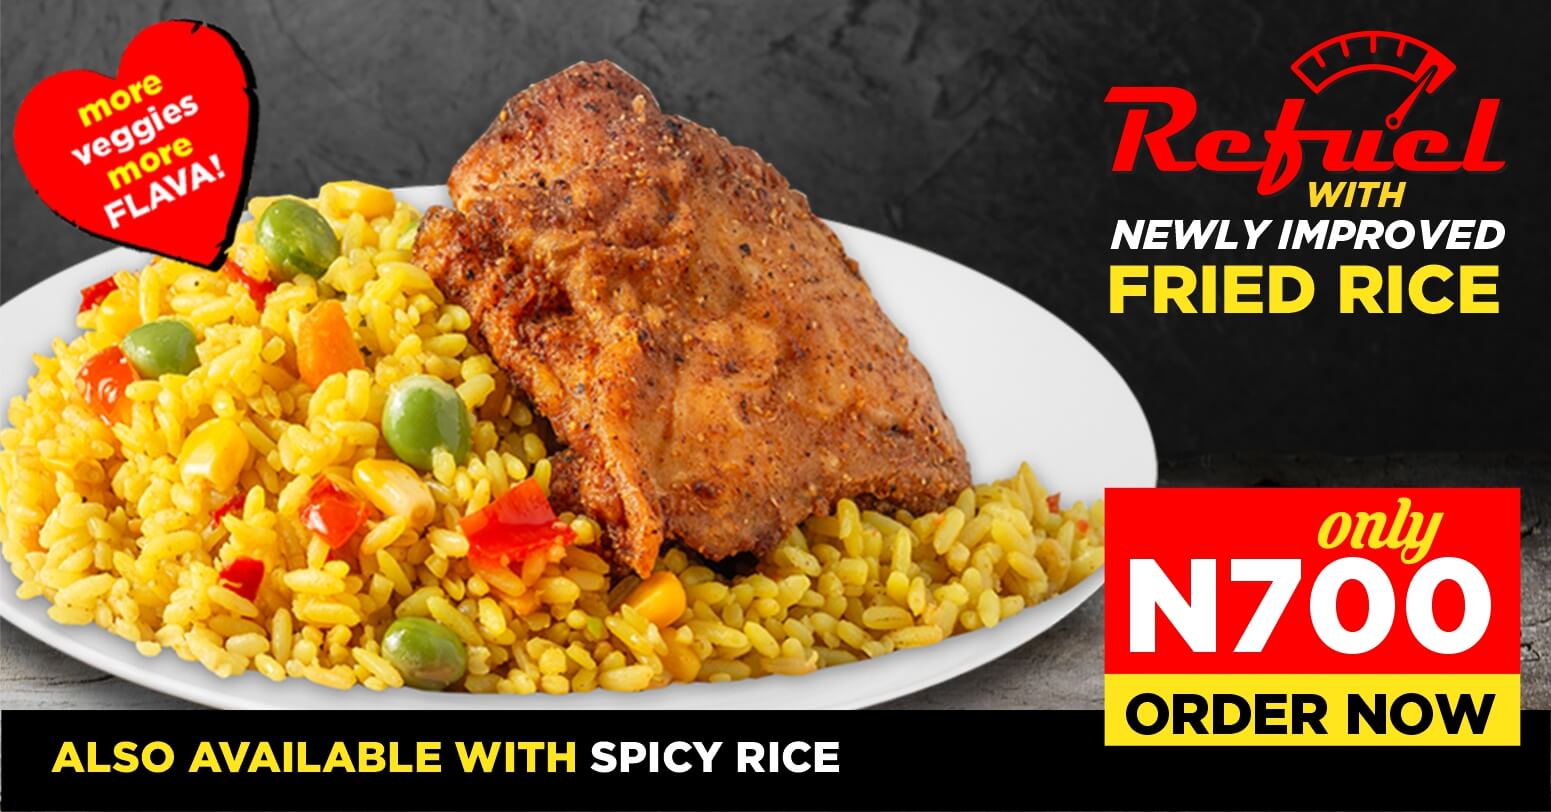 more
veggies
more
FLAVA!
Refuel
WITH
NEWLY IMPROVED
FRIED RICE
only
N700
ORDER NOW
ALSO AVAILABLE WITH SPICY RICE